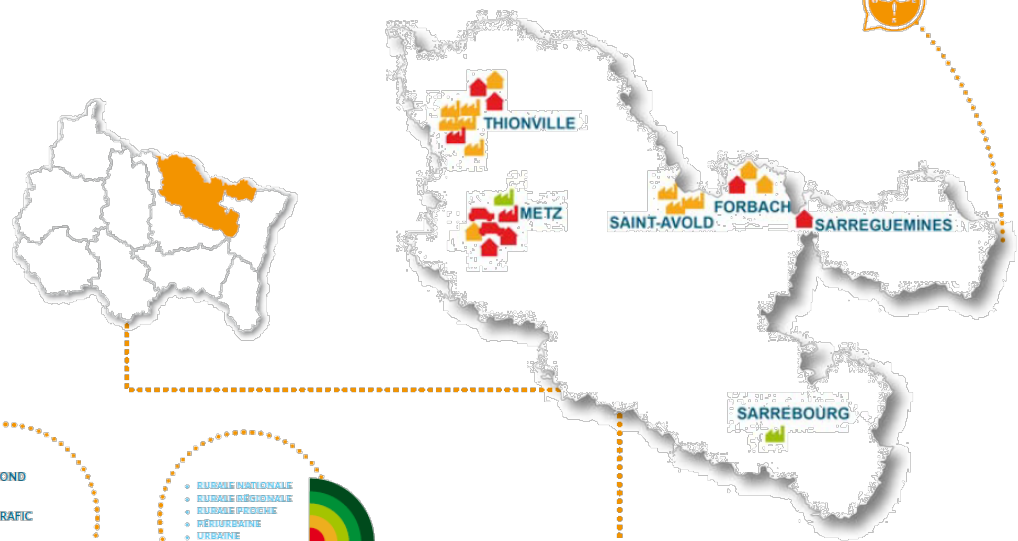 THIONVILLE
METZ
FORBACH
SAINT-AVOLD
SARREGUEMINES
SARREBOURG
OND
RAFIC
• RURALE NATIONALE
• RURALE RÉGIONALE
• RURALE PROCHE
• PÉRIURBAINE
• URBAINE